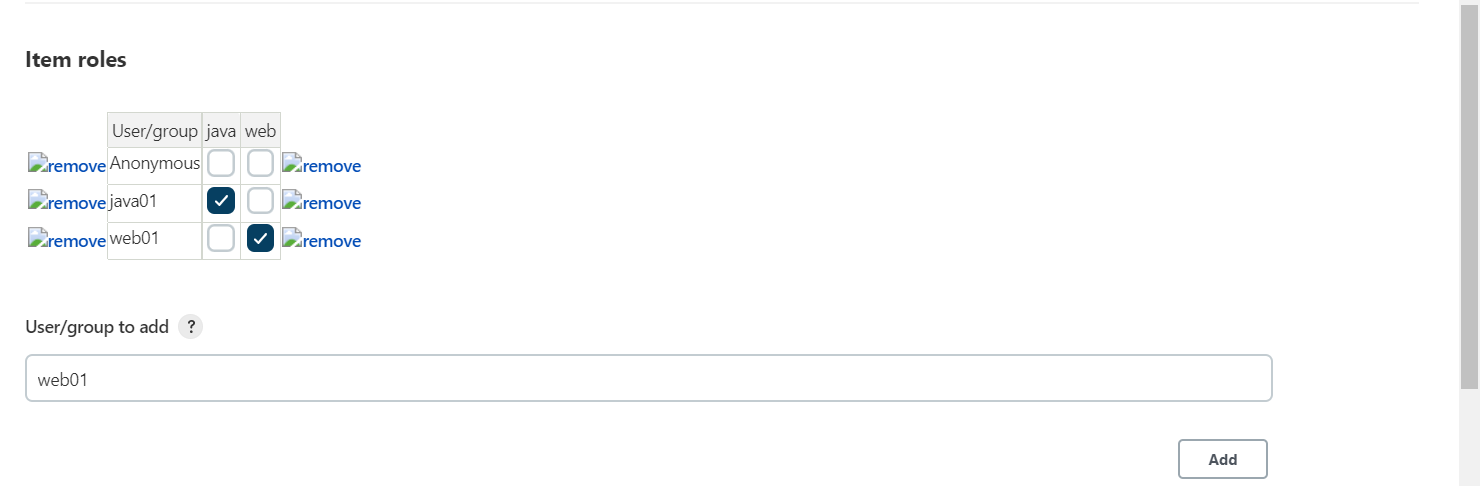 Item roles
User/group java web
remove Anonymous remove
remove java01 remove
remove web01 remove
User/group to add ?
web01
Add